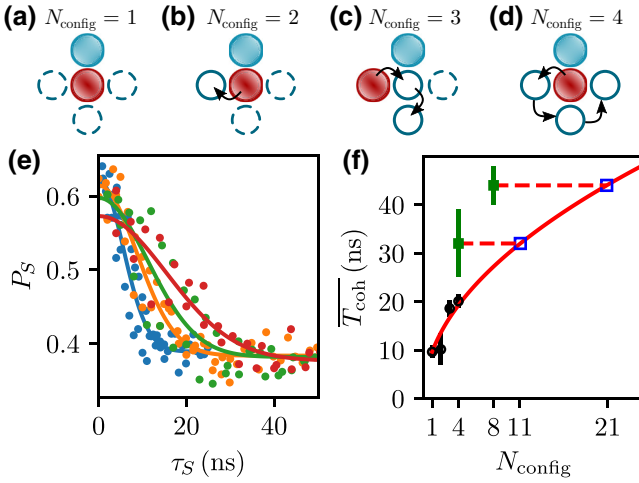 (a) N_config = 1
(b) N_config = 2
(c) N_config = 3
(d) N_config = 4
(e)
0.6
0.5
0.4
P_S
0 20 40
τ_S (ns)
(f)
40
30
20
10
0
T_coh (ns)
1 4 8 11 21
N_config